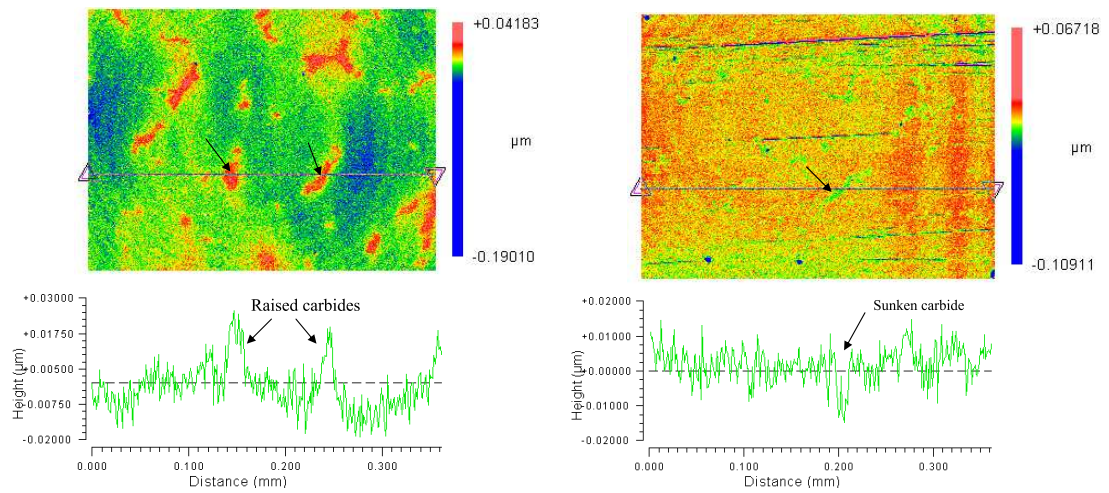 +0.04183
µm
-0.19010
+0.06718
µm
-0.10911
+0.03000
+0.01750
+0.00500
-0.00750
-0.02000
Height (µm)
Raised carbides
0.000 0.100 0.200 0.300
Distance (mm)
+0.02000
+0.01000
+0.00000
-0.01000
-0.02000
Height (µm)
Sunken carbide
0.000 0.100 0.200 0.300
Distance (mm)